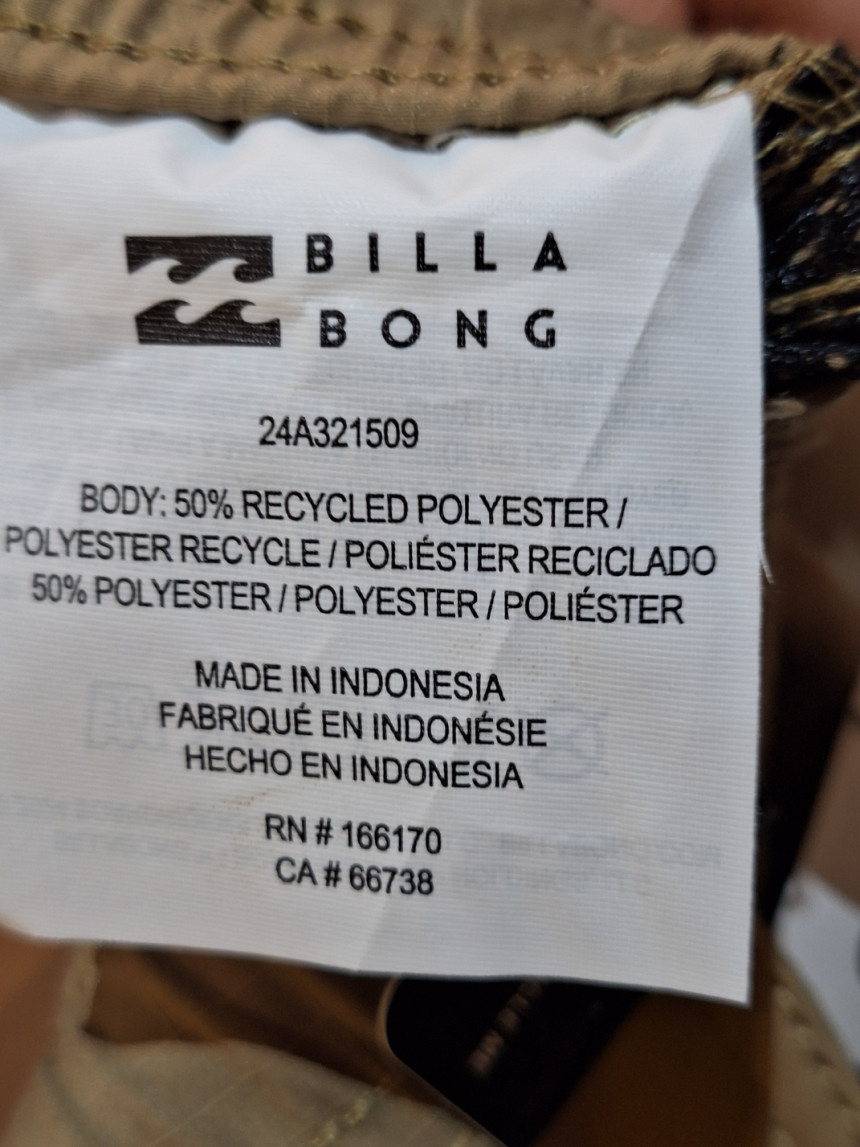 BILLA
BONG
24A321509
BODY: 50% RECYCLED POLYESTER /
POLYESTER RECYCLE / POLIÉSTER RECICLADO
50% POLYESTER / POLYESTER / POLIÉSTER
MADE IN INDONESIA
FABRIQUÉ EN INDONÉSIE
HECHO EN INDONESIA
RN # 166170
CA # 66738